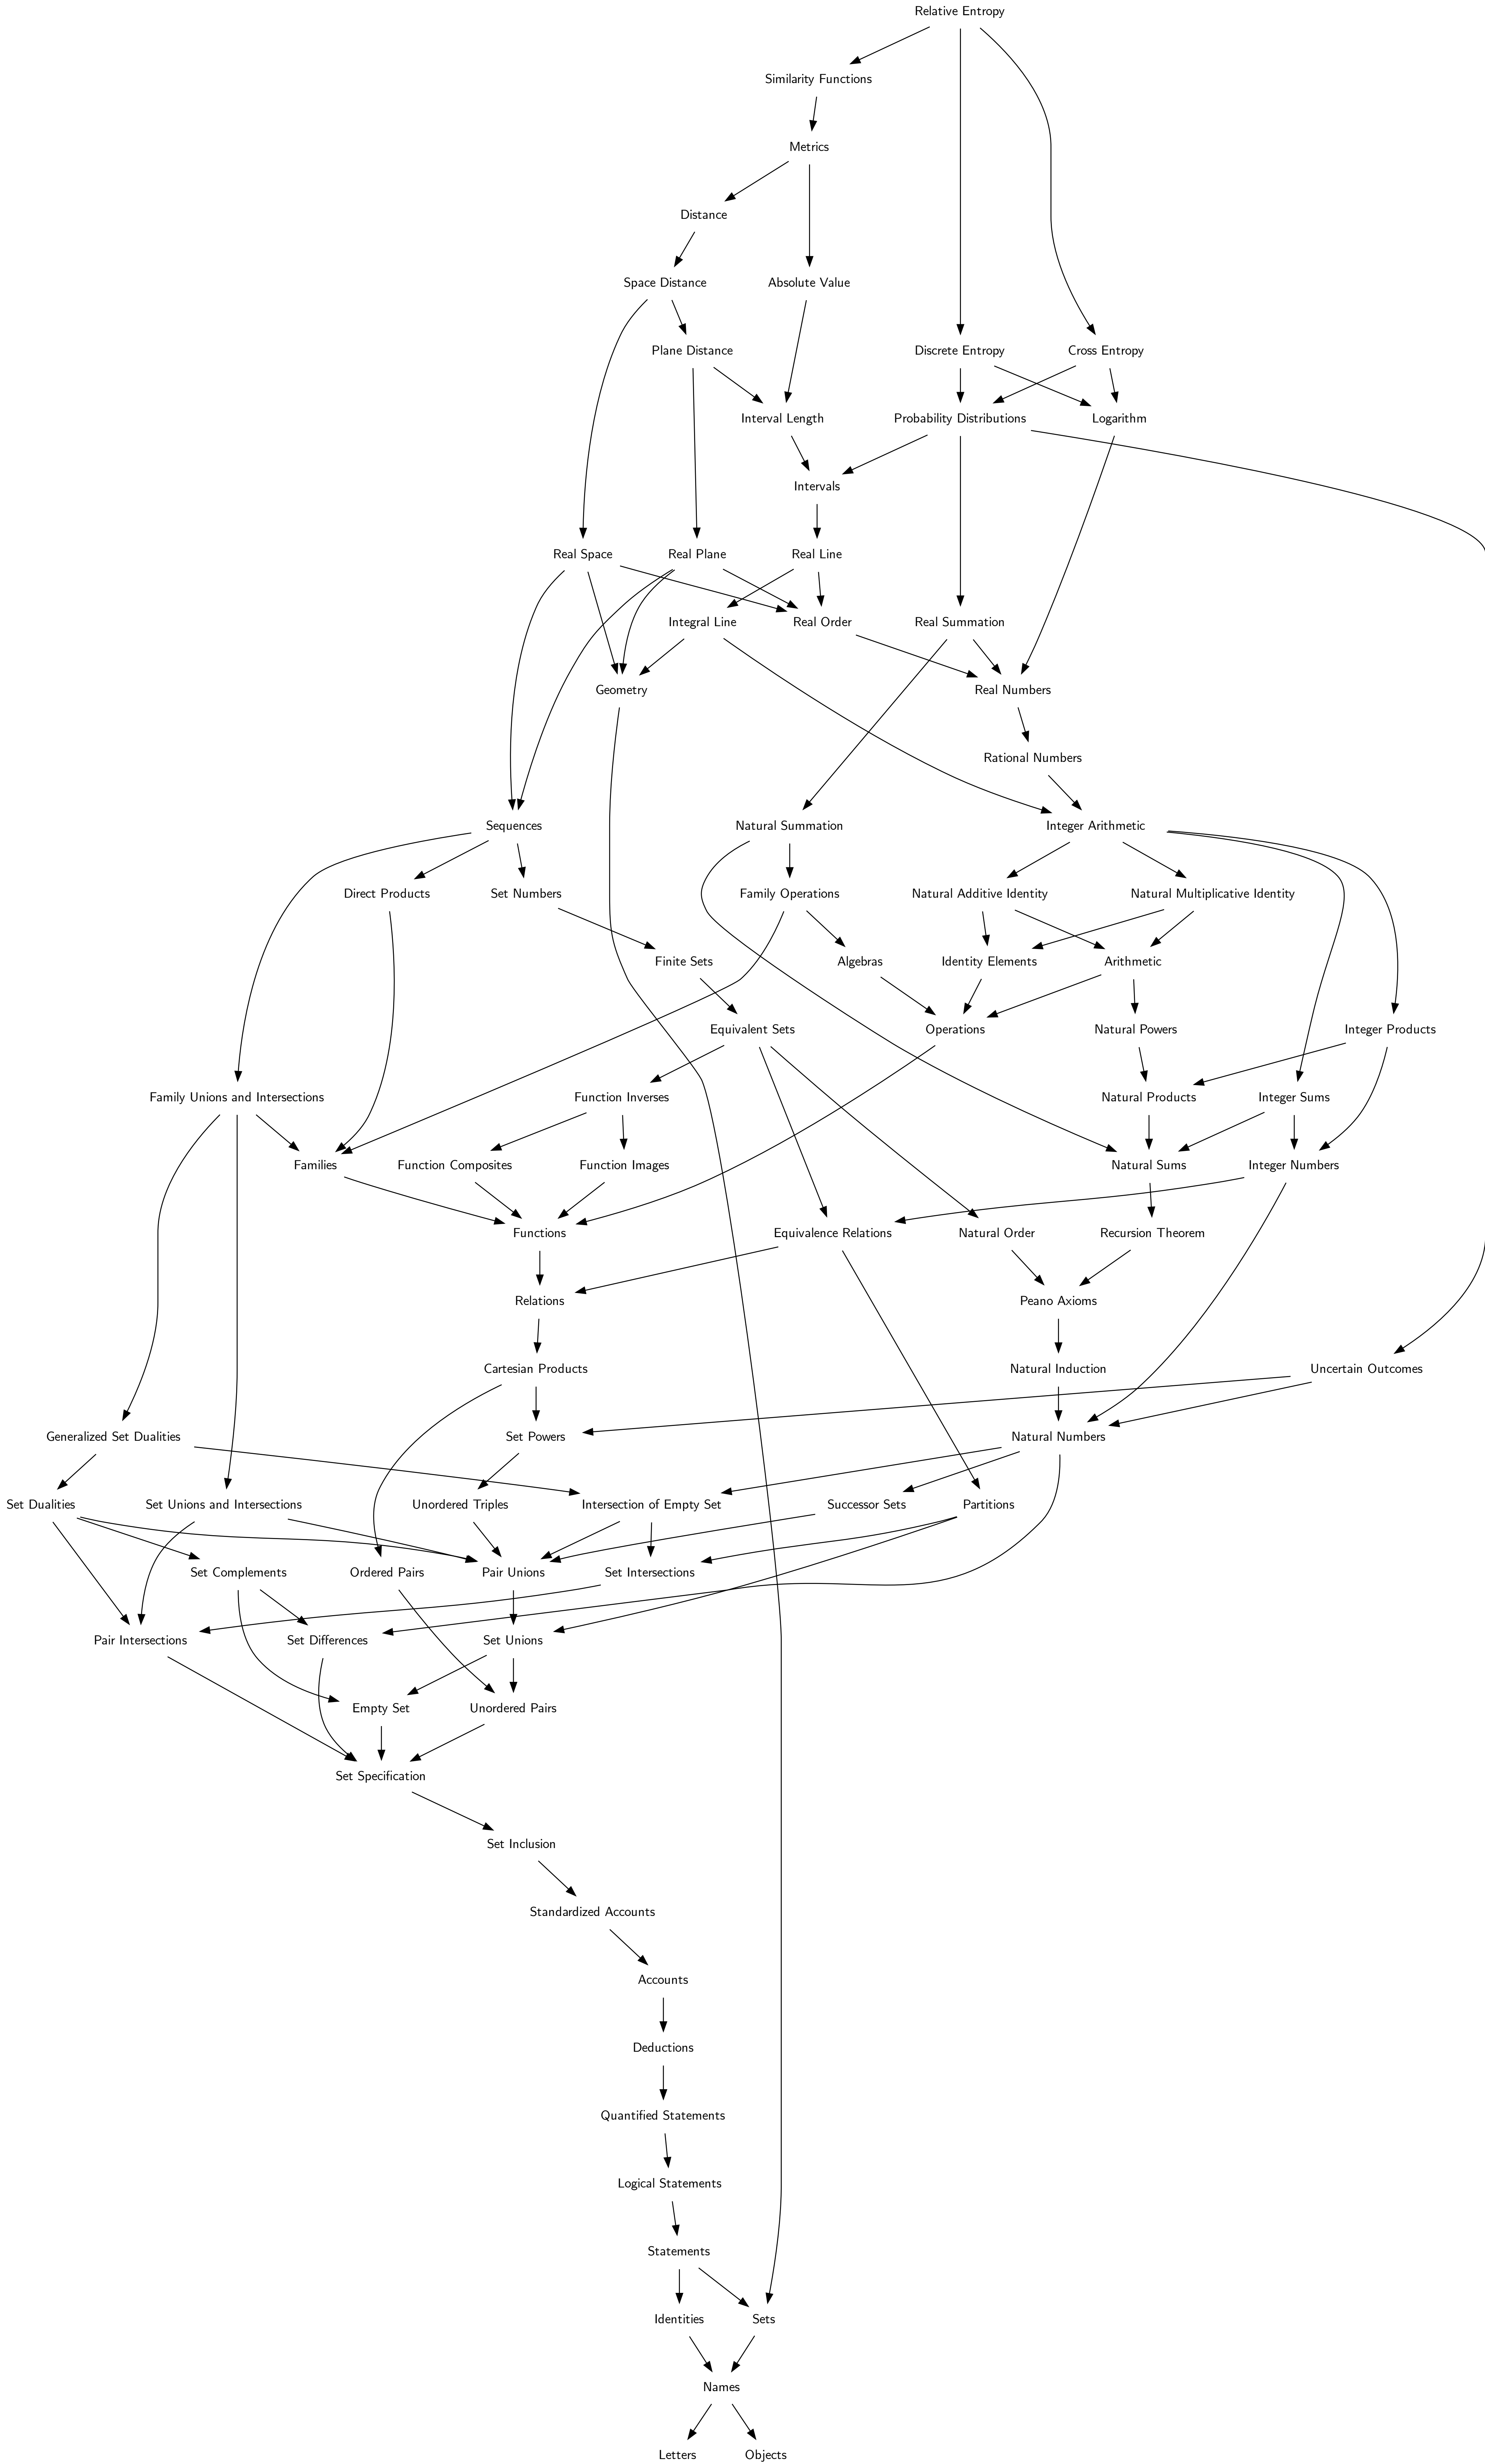 Relative Entropy
Similarity Functions
Metrics
Distance
Space Distance
Absolute Value
Plane Distance
Discrete Entropy
Cross Entropy
Interval Length
Probability Distributions
Logarithm
Intervals
Real Space
Real Plane
Real Line
Integral Line
Real Order
Real Summation
Geometry
Real Numbers
Rational Numbers
Sequences
Natural Summation
Integer Arithmetic
Direct Products
Set Numbers
Family Operations
Natural Additive Identity
Natural Multiplicative Identity
Finite Sets
Algebras
Identity Elements
Arithmetic
Equivalent Sets
Operations
Natural Powers
Integer Products
Family Unions and Intersections
Function Inverses
Natural Products
Integer Sums
Families
Function Composites
Function Images
Natural Sums
Integer Numbers
Functions
Equivalence Relations
Natural Order
Recursion Theorem
Relations
Peano Axioms
Cartesian Products
Natural Induction
Uncertain Outcomes
Generalized Set Dualities
Set Powers
Natural Numbers
Set Dualities
Set Unions and Intersections
Unordered Triples
Intersection of Empty Set
Successor Sets
Partitions
Set Complements
Ordered Pairs
Pair Unions
Set Intersections
Pair Intersections
Set Differences
Set Unions
Empty Set
Unordered Pairs
Set Specification
Set Inclusion
Standardized Accounts
Accounts
Deductions
Quantified Statements
Logical Statements
Statements
Identities
Sets
Names
Letters
Objects